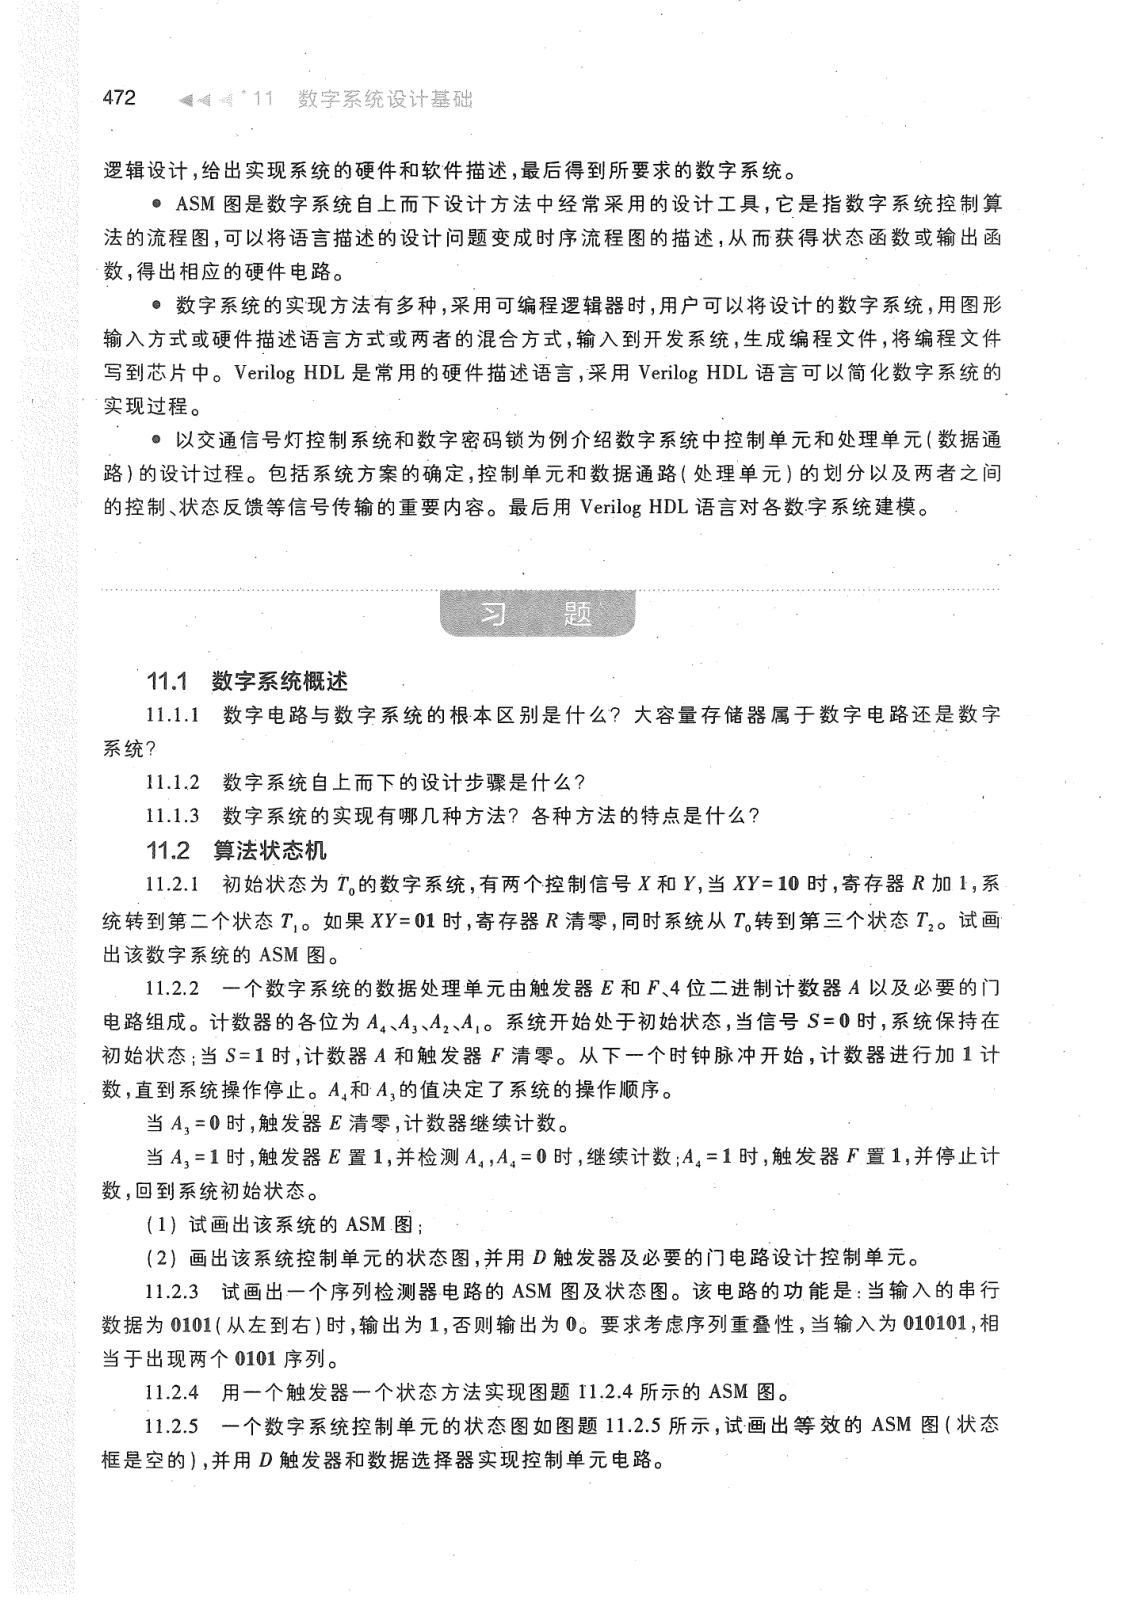 472 ◀◀◀ *11 数字系统设计基础
逻辑设计,给出实现系统的硬件和软件描述,最后得到所要求的数字系统。
● ASM 图是数字系统自上而下设计方法中经常采用的设计工具,它是指数字系统控制算
法的流程图,可以将语言描述的设计问题变成时序流程图的描述,从而获得状态函数或输出函
数,得出相应的硬件电路。
● 数字系统的实现方法有多种,采用可编程逻辑器时,用户可以将设计的数字系统,用图形
输入方式或硬件描述语言方式或两者的混合方式,输入到开发系统,生成编程文件,将编程文件
写到芯片中。Verilog HDL 是常用的硬件描述语言,采用 Verilog HDL 语言可以简化数字系统的
实现过程。
● 以交通信号灯控制系统和数字密码锁为例介绍数字系统中控制单元和处理单元(数据通
路)的设计过程。包括系统方案的确定,控制单元和数据通路(处理单元)的划分以及两者之间
的控制、状态反馈等信号传输的重要内容。最后用 Verilog HDL 语言对各数字系统建模。
习 题
11.1 数字系统概述
11.1.1 数字电路与数字系统的根本区别是什么? 大容量存储器属于数字电路还是数字
系统?
11.1.2 数字系统自上而下的设计步骤是什么?
11.1.3 数字系统的实现有哪几种方法? 各种方法的特点是什么?
11.2 算法状态机
11.2.1 初始状态为 T₀的数字系统,有两个控制信号 X 和 Y,当 XY=10 时,寄存器 R 加 1,系
统转到第二个状态 T₁。如果 XY=01 时,寄存器 R 清零,同时系统从 T₀转到第三个状态 T₂。试画
出该数字系统的 ASM 图。
11.2.2 一个数字系统的数据处理单元由触发器 E 和 F、4 位二进制计数器 A 以及必要的门
电路组成。计数器的各位为 A₄、A₃、A₂、A₁。系统开始处于初始状态,当信号 S=0 时,系统保持在
初始状态;当 S=1 时,计数器 A 和触发器 F 清零。从下一个时钟脉冲开始,计数器进行加 1 计
数,直到系统操作停止。A₄和 A₃的值决定了系统的操作顺序。
当 A₃=0 时,触发器 E 清零,计数器继续计数。
当 A₃=1 时,触发器 E 置 1,并检测 A₄,A₄=0 时,继续计数;A₄=1 时,触发器 F 置 1,并停止计
数,回到系统初始状态。
(1) 试画出该系统的 ASM 图;
(2) 画出该系统控制单元的状态图,并用 D 触发器及必要的门电路设计控制单元。
11.2.3 试画出一个序列检测器电路的 ASM 图及状态图。该电路的功能是:当输入的串行
数据为 0101(从左到右)时,输出为 1,否则输出为 0。要求考虑序列重叠性,当输入为 010101,相
当于出现两个 0101 序列。
11.2.4 用一个触发器一个状态方法实现图题 11.2.4 所示的 ASM 图。
11.2.5 一个数字系统控制单元的状态图如图题 11.2.5 所示,试画出等效的 ASM 图(状态
框是空的),并用 D 触发器和数据选择器实现控制单元电路。